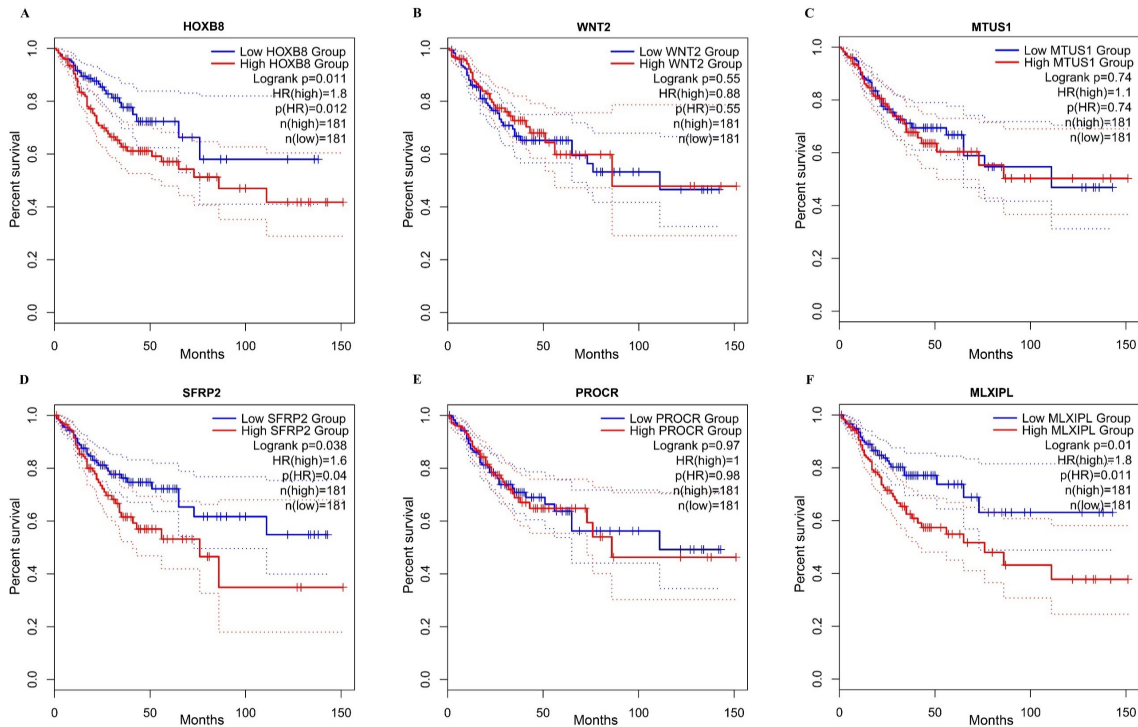 A
HOXB8
Low HOXB8 Group
High HOXB8 Group
Logrank p=0.011
HR(high)=1.8
p(HR)=0.012
n(high)=181
n(low)=181
Percent survival
0.0
0.2
0.4
0.6
0.8
1.0
0
50
100
150
Months
B
WNT2
Low WNT2 Group
High WNT2 Group
Logrank p=0.55
HR(high)=0.88
p(HR)=0.55
n(high)=181
n(low)=181
Percent survival
0.0
0.2
0.4
0.6
0.8
1.0
0
50
100
150
Months
C
MTUS1
Low MTUS1 Group
High MTUS1 Group
Logrank p=0.74
HR(high)=1.1
p(HR)=0.74
n(high)=181
n(low)=181
Percent survival
0.0
0.2
0.4
0.6
0.8
1.0
0
50
100
150
Months
D
SFRP2
Low SFRP2 Group
High SFRP2 Group
Logrank p=0.038
HR(high)=1.6
p(HR)=0.04
n(high)=181
n(low)=181
Percent survival
0.0
0.2
0.4
0.6
0.8
1.0
0
50
100
150
Months
E
PROCR
Low PROCR Group
High PROCR Group
Logrank p=0.97
HR(high)=1
p(HR)=0.98
n(high)=181
n(low)=181
Percent survival
0.0
0.2
0.4
0.6
0.8
1.0
0
50
100
150
Months
F
MLXIPL
Low MLXIPL Group
High MLXIPL Group
Logrank p=0.01
HR(high)=1.8
p(HR)=0.011
n(high)=181
n(low)=181
Percent survival
0.0
0.2
0.4
0.6
0.8
1.0
0
50
100
150
Months